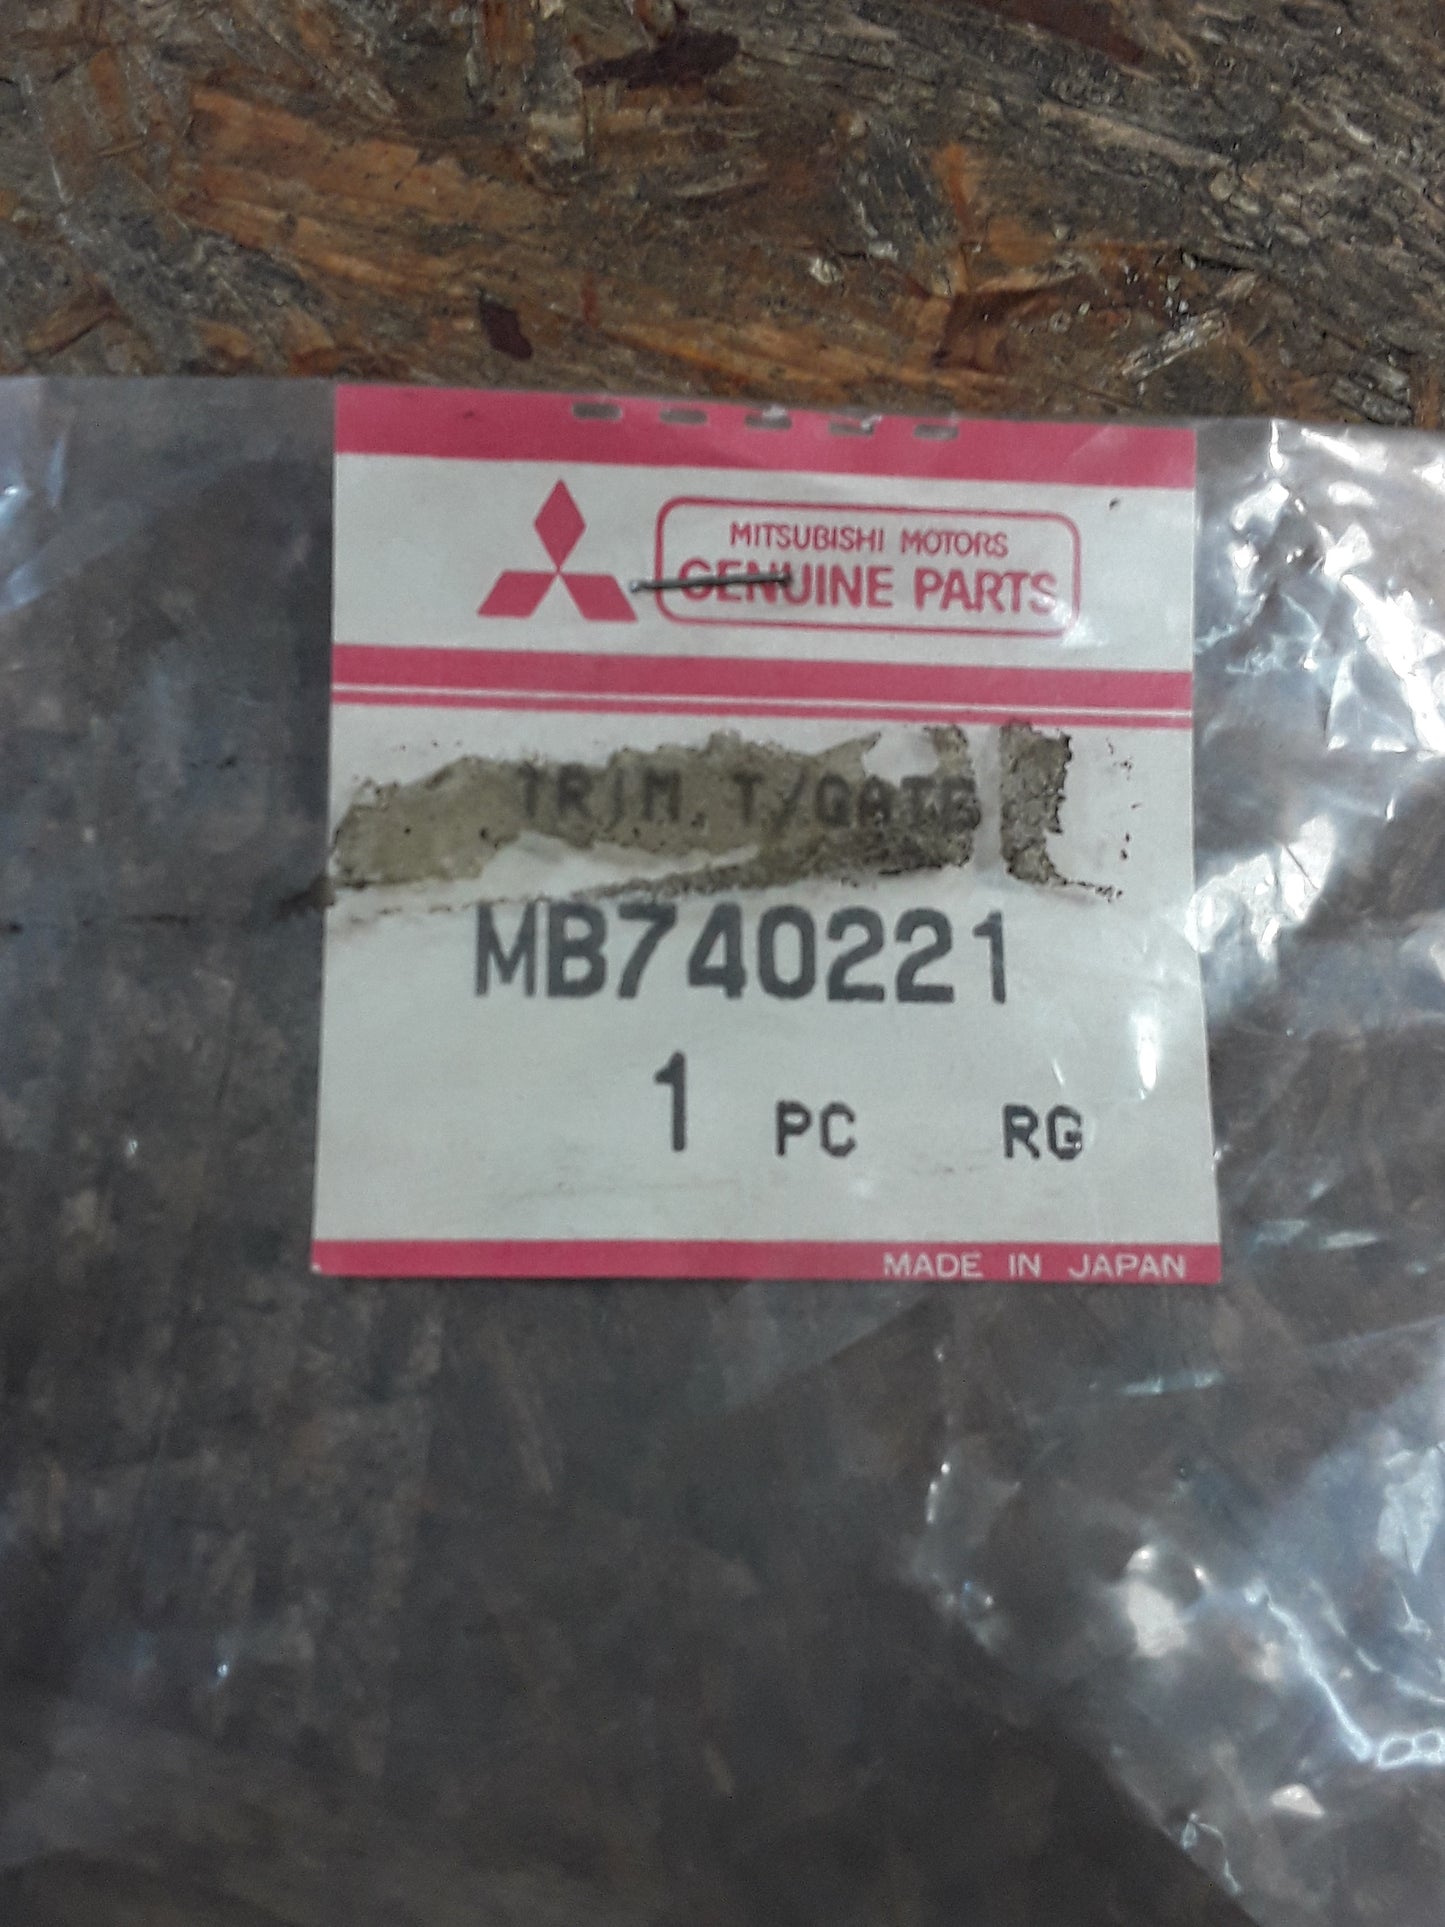 MITSUBISHI MOTORS
GENUINE PARTS
TRIM T/GATE
MB740221
1 PC RG
MADE IN JAPAN